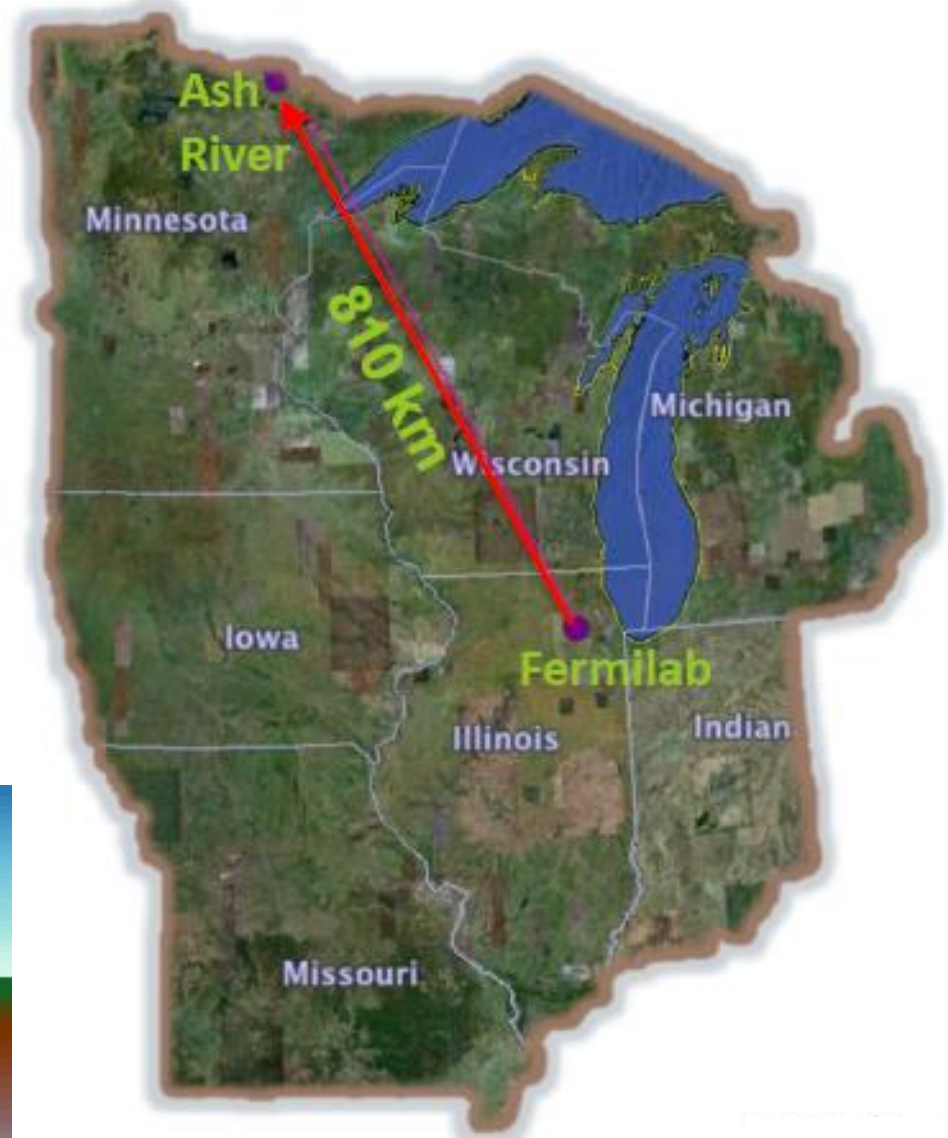 Ash
River
Minnesota
810 km
Michigan
Wisconsin
Iowa
Fermilab
Illinois
Indian
Missouri